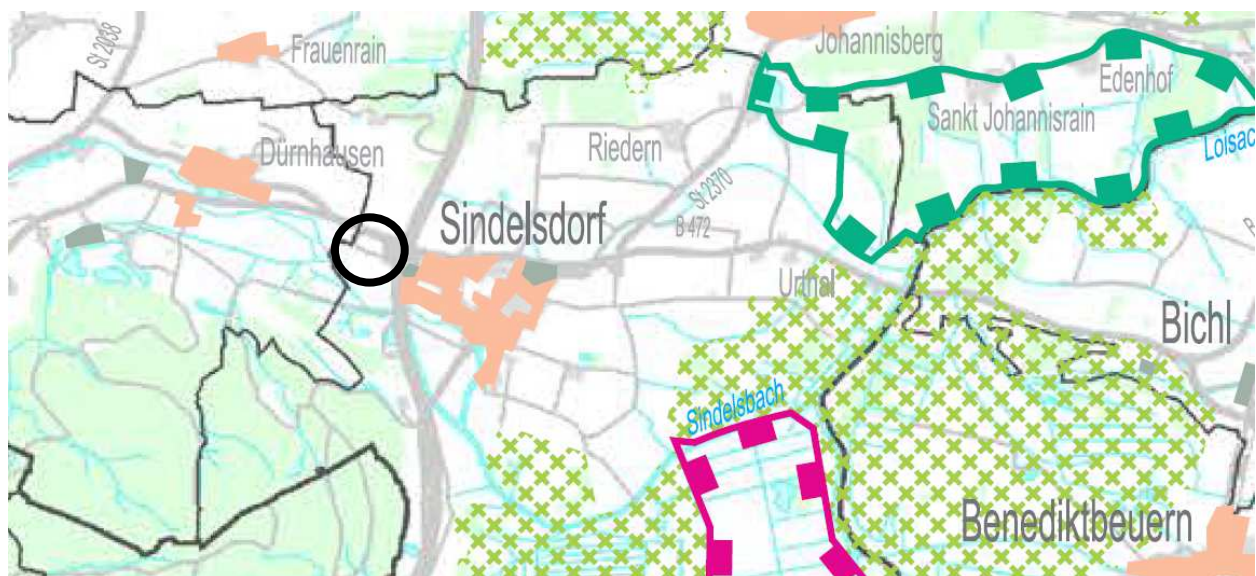 St 2038
Frauenrain
Johannisberg
Edenhof
Sankt Johannisrain
Loisac
Dürnhausen
Riedern
St 2370
B 472
Sindelsdorf
Urthal
Bichl
Sindelsbach
Benediktbeuern